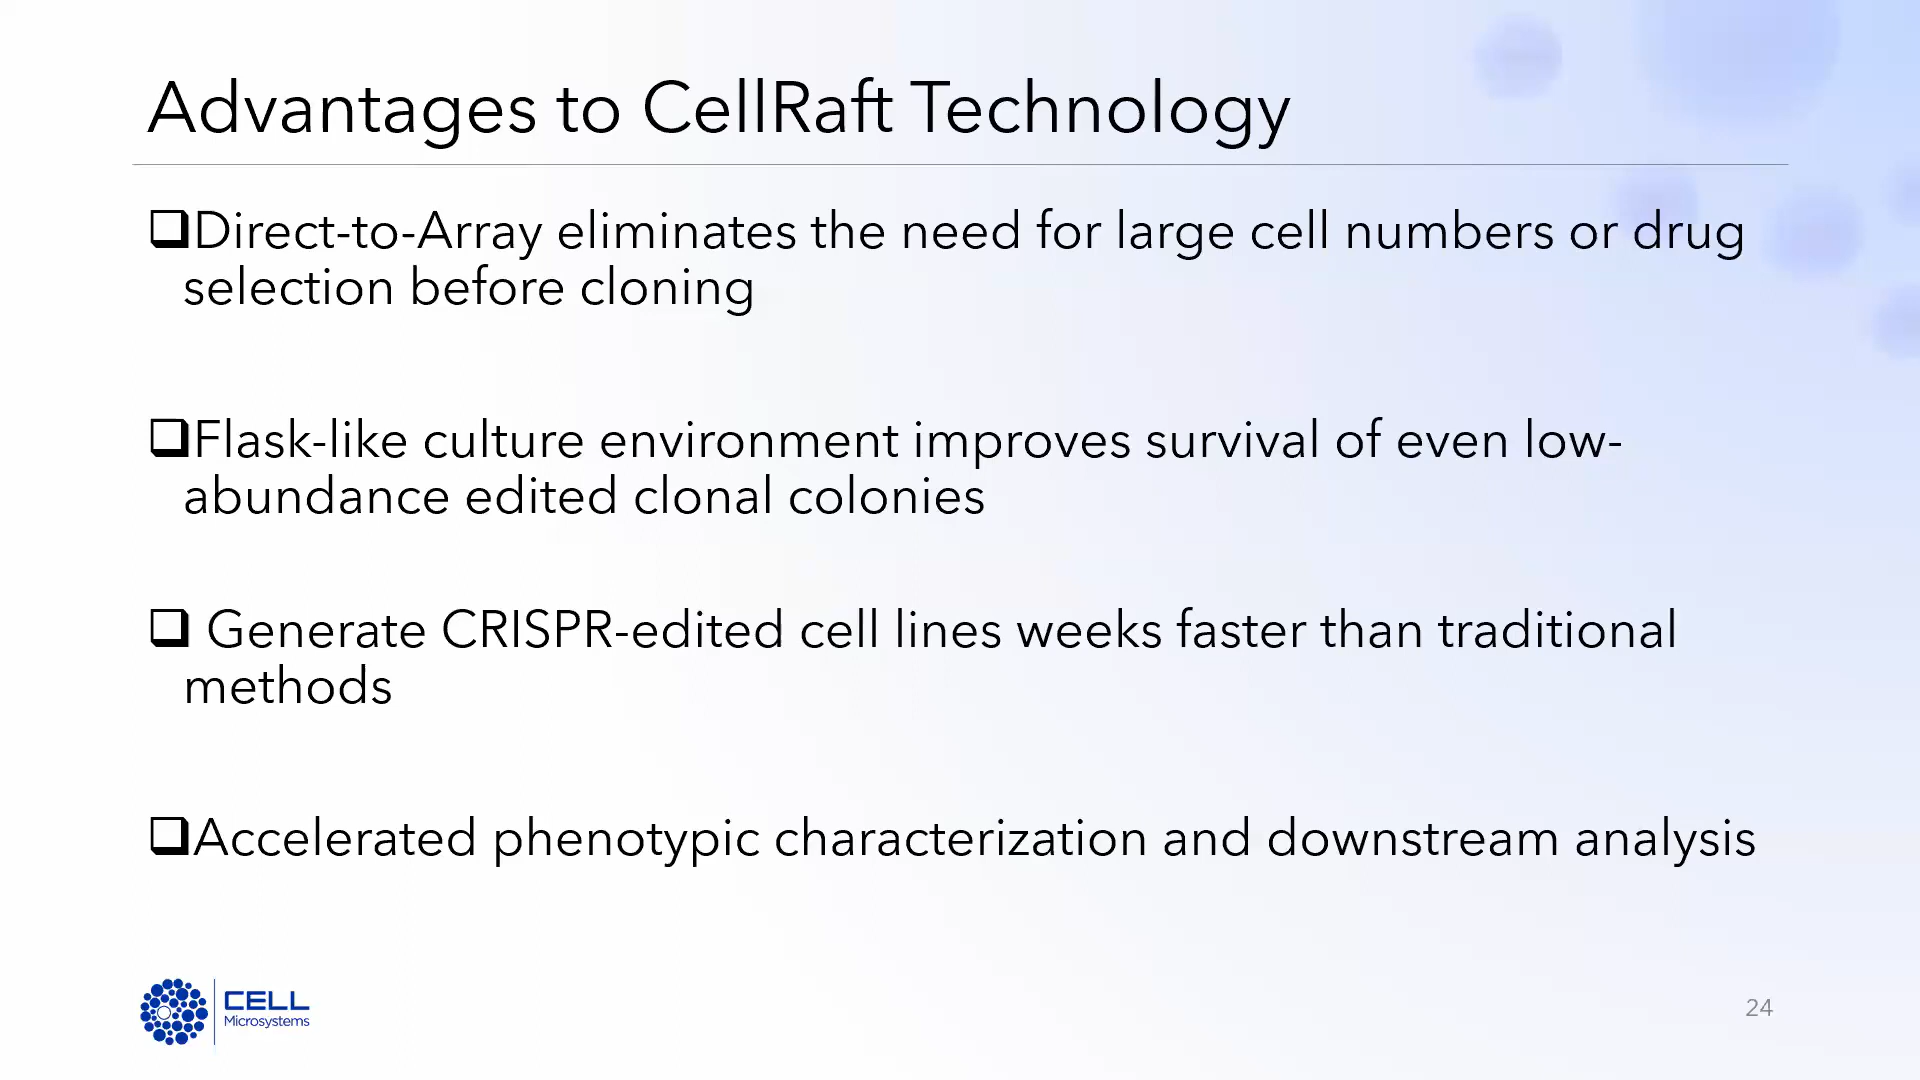 Advantages to CellRaft Technology
❑Direct-to-Array eliminates the need for large cell numbers or drug
selection before cloning
❑Flask-like culture environment improves survival of even low-
abundance edited clonal colonies
❑ Generate CRISPR-edited cell lines weeks faster than traditional
methods
❑Accelerated phenotypic characterization and downstream analysis
CELL
Microsystems
24